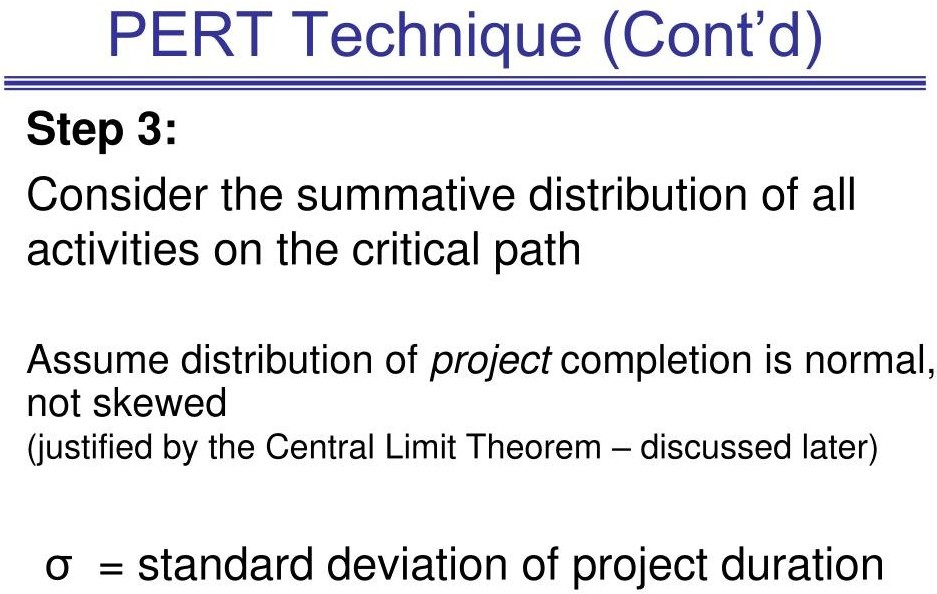 PERT Technique (Cont’d)
Step 3:
Consider the summative distribution of all
activities on the critical path
Assume distribution of project completion is normal,
not skewed
(justified by the Central Limit Theorem – discussed later)
σ = standard deviation of project duration